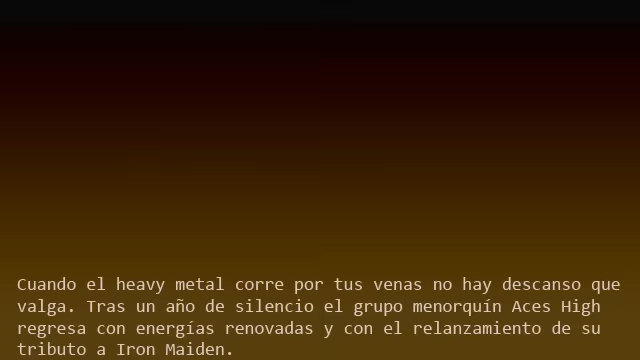 Cuando el heavy metal corre por tus venas no hay descanso que
valga. Tras un año de silencio el grupo menorquín Aces High
regresa con energías renovadas y con el relanzamiento de su
tributo a Iron Maiden.